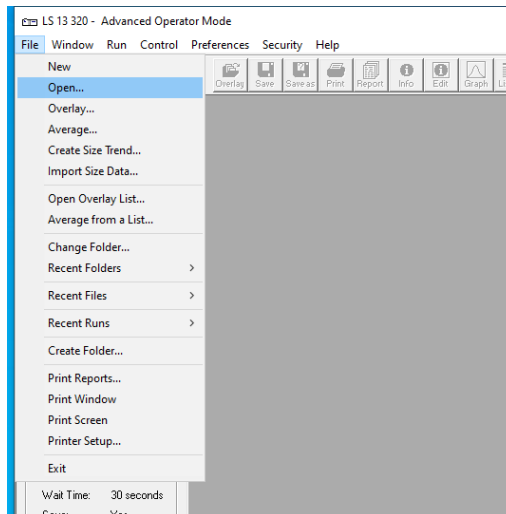 LS 13 320 - Advanced Operator Mode
File Window Run Control Preferences Security Help
Overlay Save Save as Print Report Info Edit Graph
New
Open...
Overlay...
Average...
Create Size Trend...
Import Size Data...
Open Overlay List...
Average from a List...
Change Folder...
Recent Folders >
Recent Files >
Recent Runs >
Create Folder...
Print Reports...
Print Window
Print Screen
Printer Setup...
Exit
Wait Time: 30 seconds